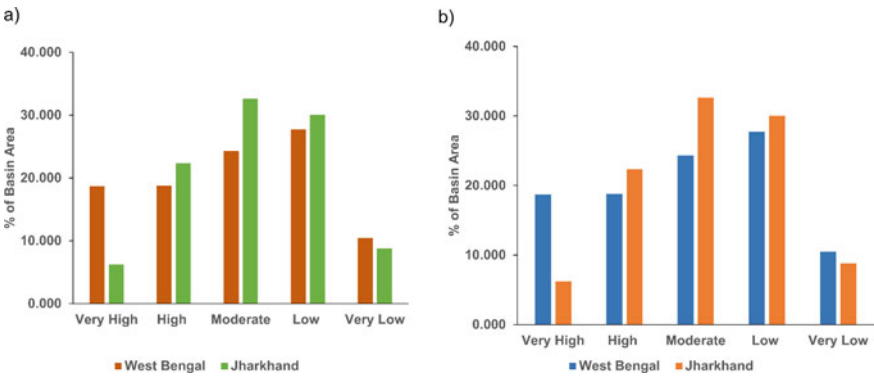 a)
40.000
30.000
20.000
10.000
0.000
% of Basin Area
Very High High Moderate Low Very Low
West Bengal Jharkhand
b)
40.000
30.000
20.000
10.000
0.000
% of Basin Area
Very High High Moderate Low Very Low
West Bengal Jharkhand